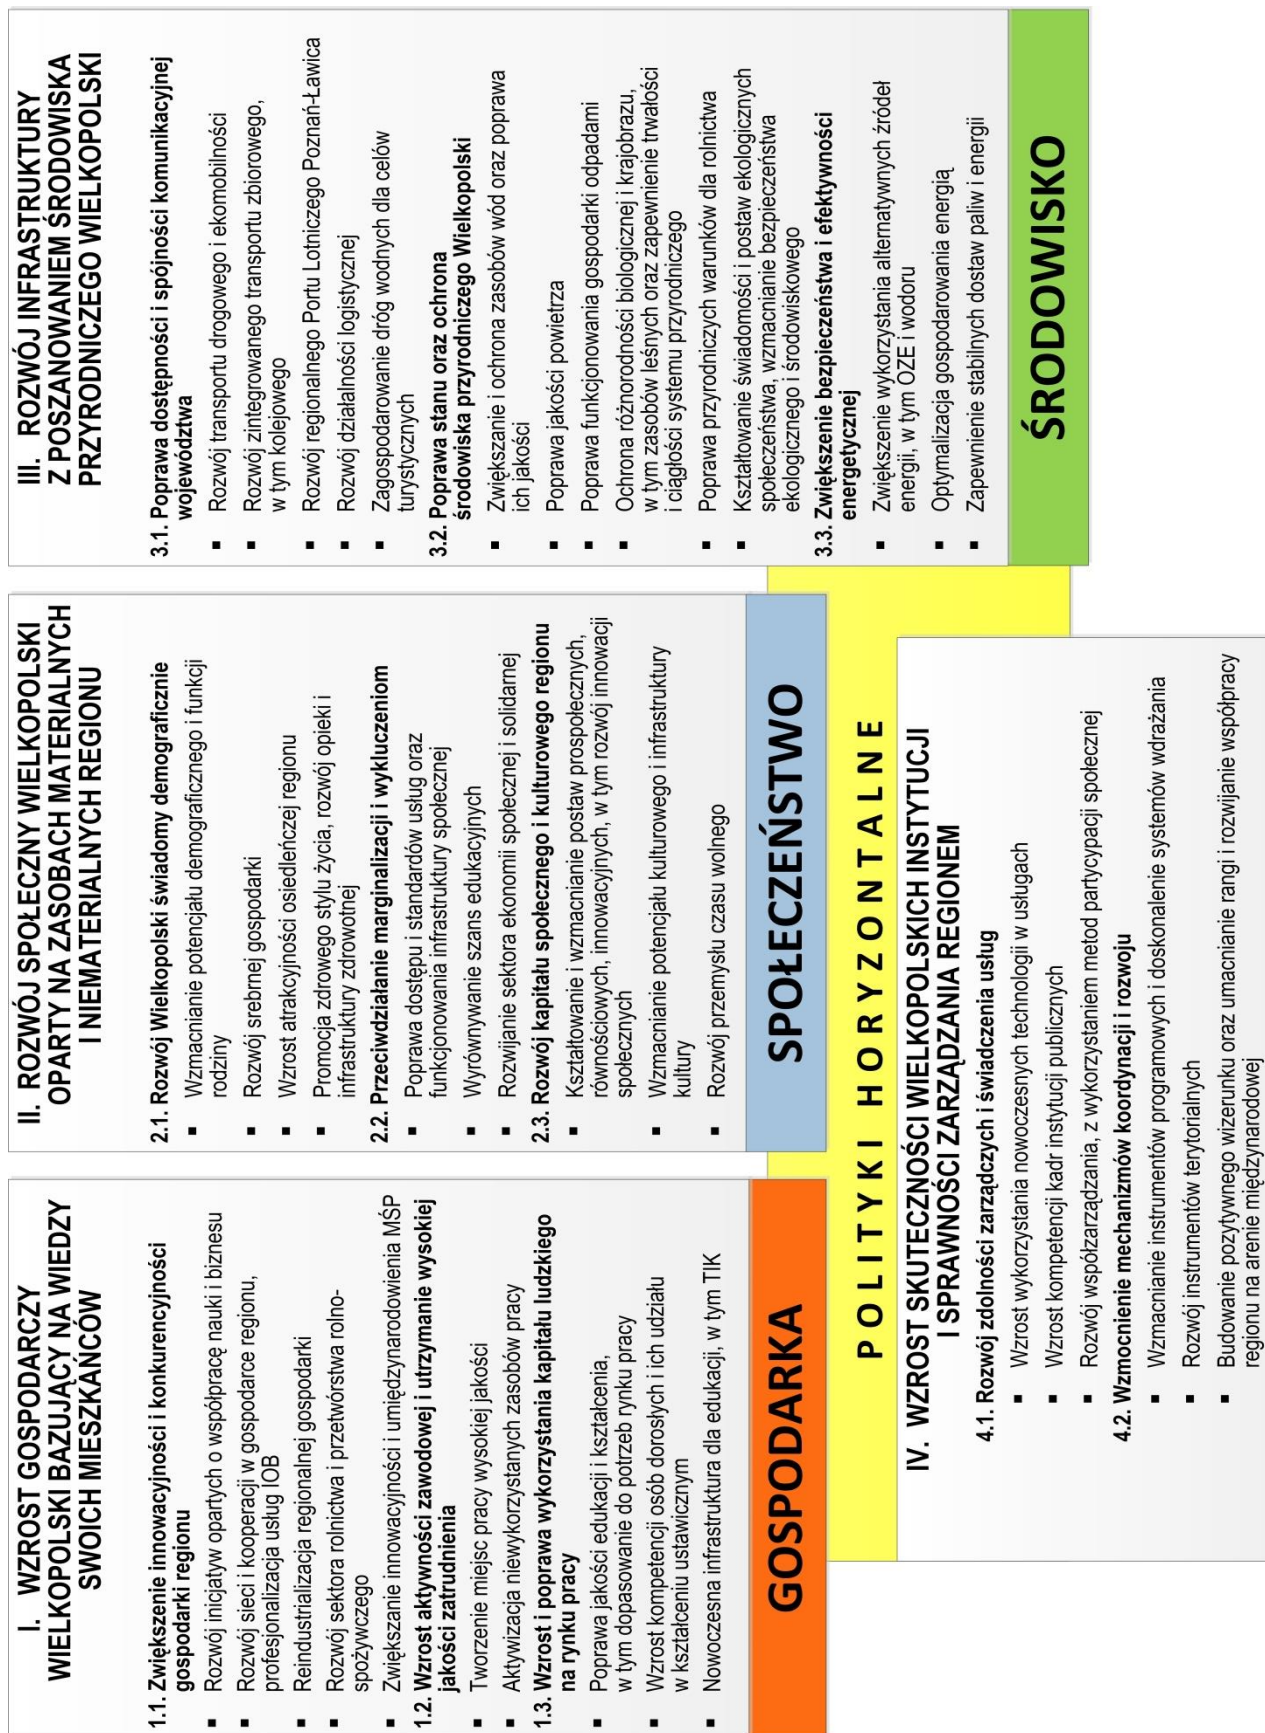 I. WZROST GOSPODARCZY
WIELKOPOLSKI BAZUJĄCY NA WIEDZY
SWOICH MIESZKAŃCÓW
1.1. Zwiększenie innowacyjności i konkurencyjności
gospodarki regionu
▪ Rozwój inicjatyw opartych o współpracę nauki i biznesu
▪ Rozwój sieci i kooperacji w gospodarce regionu,
profesjonalizacja usług IOB
▪ Reindustrializacja regionalnej gospodarki
▪ Rozwój sektora rolnictwa i przetwórstwa rolno-
spożywczego
▪ Zwiększanie innowacyjności i umiędzynarodowienia MŚP
1.2. Wzrost aktywności zawodowej i utrzymanie wysokiej
jakości zatrudnienia
▪ Tworzenie miejsc pracy wysokiej jakości
▪ Aktywizacja niewykorzystanych zasobów pracy
1.3. Wzrost i poprawa wykorzystania kapitału ludzkiego
na rynku pracy
▪ Poprawa jakości edukacji i kształcenia,
w tym dopasowanie do potrzeb rynku pracy
▪ Wzrost kompetencji osób dorosłych i ich udziału
w kształceniu ustawicznym
▪ Nowoczesna infrastruktura dla edukacji, w tym TIK
GOSPODARKA
II. ROZWÓJ SPOŁECZNY WIELKOPOLSKI
OPARTY NA ZASOBACH MATERIALNYCH
I NIEMATERIALNYCH REGIONU
2.1. Rozwój Wielkopolski świadomy demograficznie
▪ Wzmacnianie potencjału demograficznego i funkcji
rodziny
▪ Rozwój srebrnej gospodarki
▪ Wzrost atrakcyjności osiedleńczej regionu
▪ Promocja zdrowego stylu życia, rozwój opieki i
infrastruktury zdrowotnej
2.2. Przeciwdziałanie marginalizacji i wykluczeniom
▪ Poprawa dostępu i standardów usług oraz
funkcjonowania infrastruktury społecznej
▪ Wyrównywanie szans edukacyjnych
▪ Rozwijanie sektora ekonomii społecznej i solidarnej
2.3. Rozwój kapitału społecznego i kulturowego regionu
▪ Kształtowanie i wzmacnianie postaw prospołecznych,
równościowych, innowacyjnych, w tym rozwój innowacji
społecznych
▪ Wzmacnianie potencjału kulturowego i infrastruktury
kultury
▪ Rozwój przemysłu czasu wolnego
SPOŁECZEŃSTWO
III. ROZWÓJ INFRASTRUKTURY
Z POSZANOWANIEM ŚRODOWISKA
PRZYRODNICZEGO WIELKOPOLSKI
3.1. Poprawa dostępności i spójności komunikacyjnej
województwa
▪ Rozwój transportu drogowego i ekomobilności
▪ Rozwój zintegrowanego transportu zbiorowego,
w tym kolejowego
▪ Rozwój regionalnego Portu Lotniczego Poznań-Ławica
▪ Rozwój działalności logistycznej
▪ Zagospodarowanie dróg wodnych dla celów
turystycznych
3.2. Poprawa stanu oraz ochrona
środowiska przyrodniczego Wielkopolski
▪ Zwiększanie i ochrona zasobów wód oraz poprawa
ich jakości
▪ Poprawa jakości powietrza
▪ Poprawa funkcjonowania gospodarki odpadami
▪ Ochrona różnorodności biologicznej i krajobrazu,
w tym zasobów leśnych oraz zapewnienie trwałości
i ciągłości systemu przyrodniczego
▪ Poprawa przyrodniczych warunków dla rolnictwa
▪ Kształtowanie świadomości i postaw ekologicznych
społeczeństwa, wzmacnianie bezpieczeństwa
ekologicznego i środowiskowego
3.3. Zwiększenie bezpieczeństwa i efektywności
energetycznej
▪ Zwiększenie wykorzystania alternatywnych źródeł
energii, w tym OZE i wodoru
▪ Optymalizacja gospodarowania energią
▪ Zapewnienie stabilnych dostaw paliw i energii
ŚRODOWISKO
POLITYKI HORYZONTALNE
IV. WZROST SKUTECZNOŚCI WIELKOPOLSKICH INSTYTUCJI
I SPRAWNOŚCI ZARZĄDZANIA REGIONEM
4.1. Rozwój zdolności zarządczych i świadczenia usług
▪ Wzrost wykorzystania nowoczesnych technologii w usługach
▪ Wzrost kompetencji kadr instytucji publicznych
▪ Rozwój współzarządzania, z wykorzystaniem metod partycypacji społecznej
4.2. Wzmocnienie mechanizmów koordynacji i rozwoju
▪ Wzmacnianie instrumentów programowych i doskonalenie systemów wdrażania
▪ Rozwój instrumentów terytorialnych
▪ Budowanie pozytywnego wizerunku oraz umacnianie rangi i rozwijanie współpracy
regionu na arenie międzynarodowej